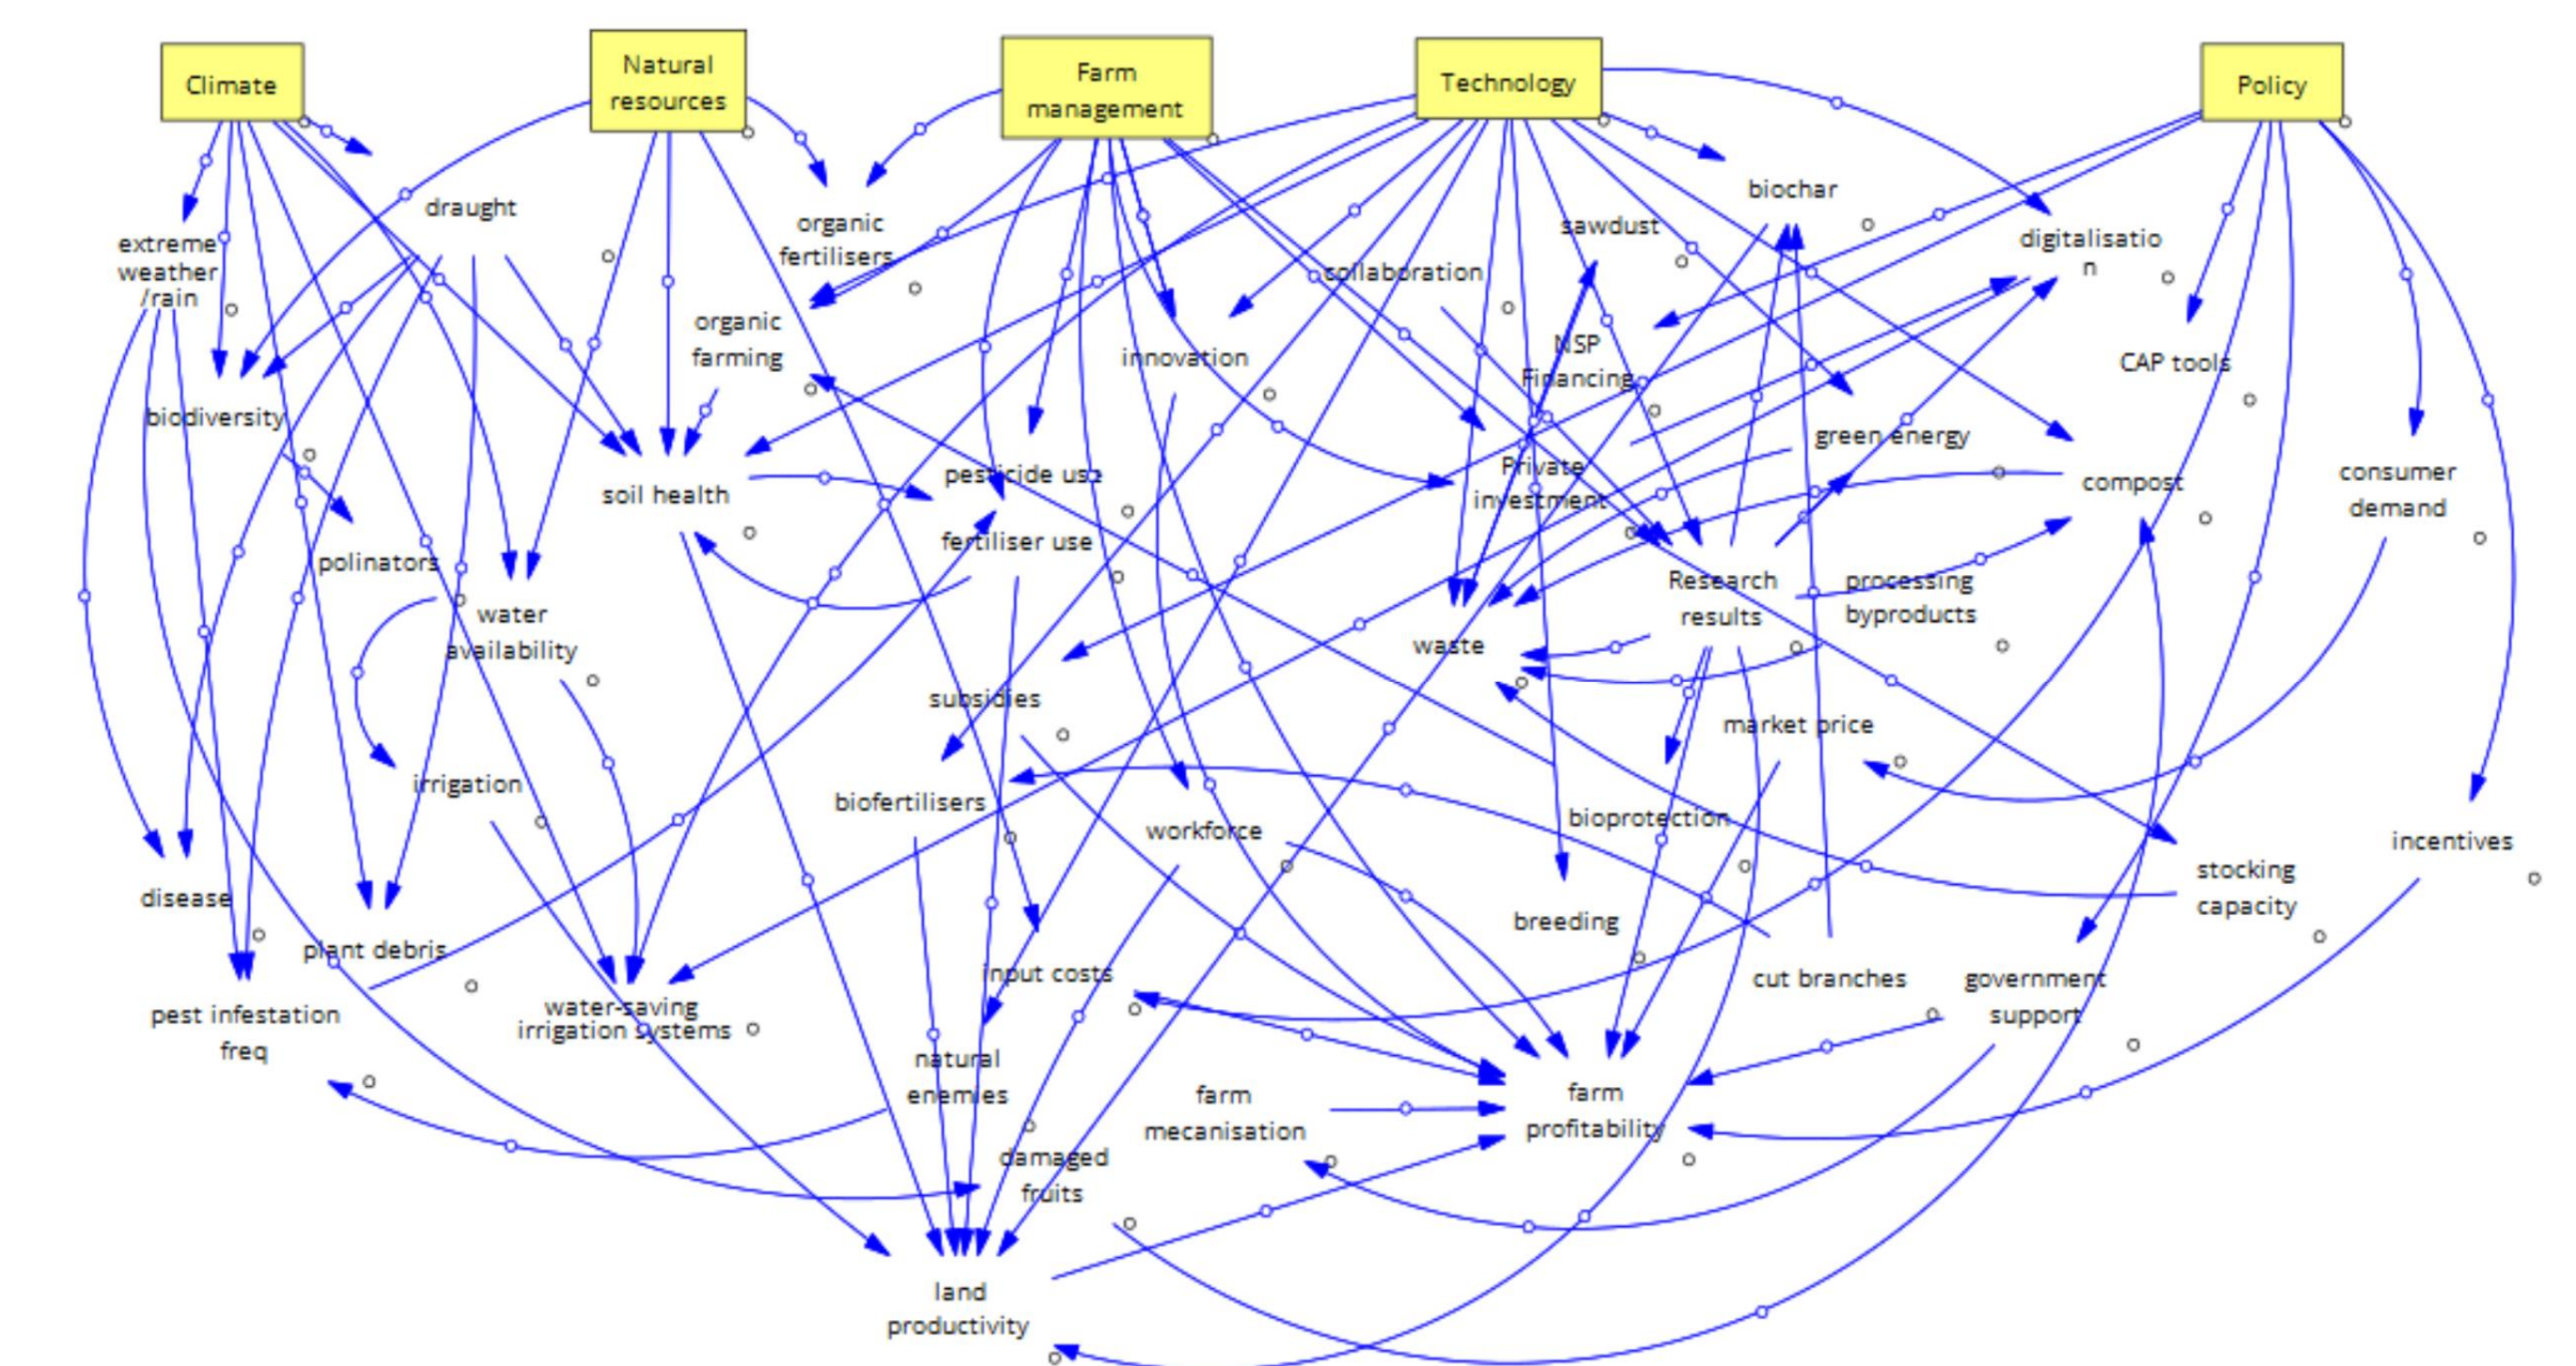 Climate
Natural
resources
Farm
management
Technology
Policy
draught
extreme
weather
/rain
organic
fertilisers
biochar
sawdust
digitalisatio
n
collaboration
organic
farming
innovation
NSP
Financing
CAP tools
biodiversity
green energy
pesticide use
soil health
Private
investment
compost
consumer
demand
fertiliser use
polinators
water
availability
Research
results
processing
byproducts
waste
subsidies
market price
irrigation
biofertilisers
workforce
bioprotection
incentives
stocking
capacity
disease
breeding
plant debris
input costs
cut branches
government
support
pest infestation
freq
water-saving
irrigation systems
natural
enemies
farm
mecanisation
farm
profitability
damaged
fruits
land
productivity